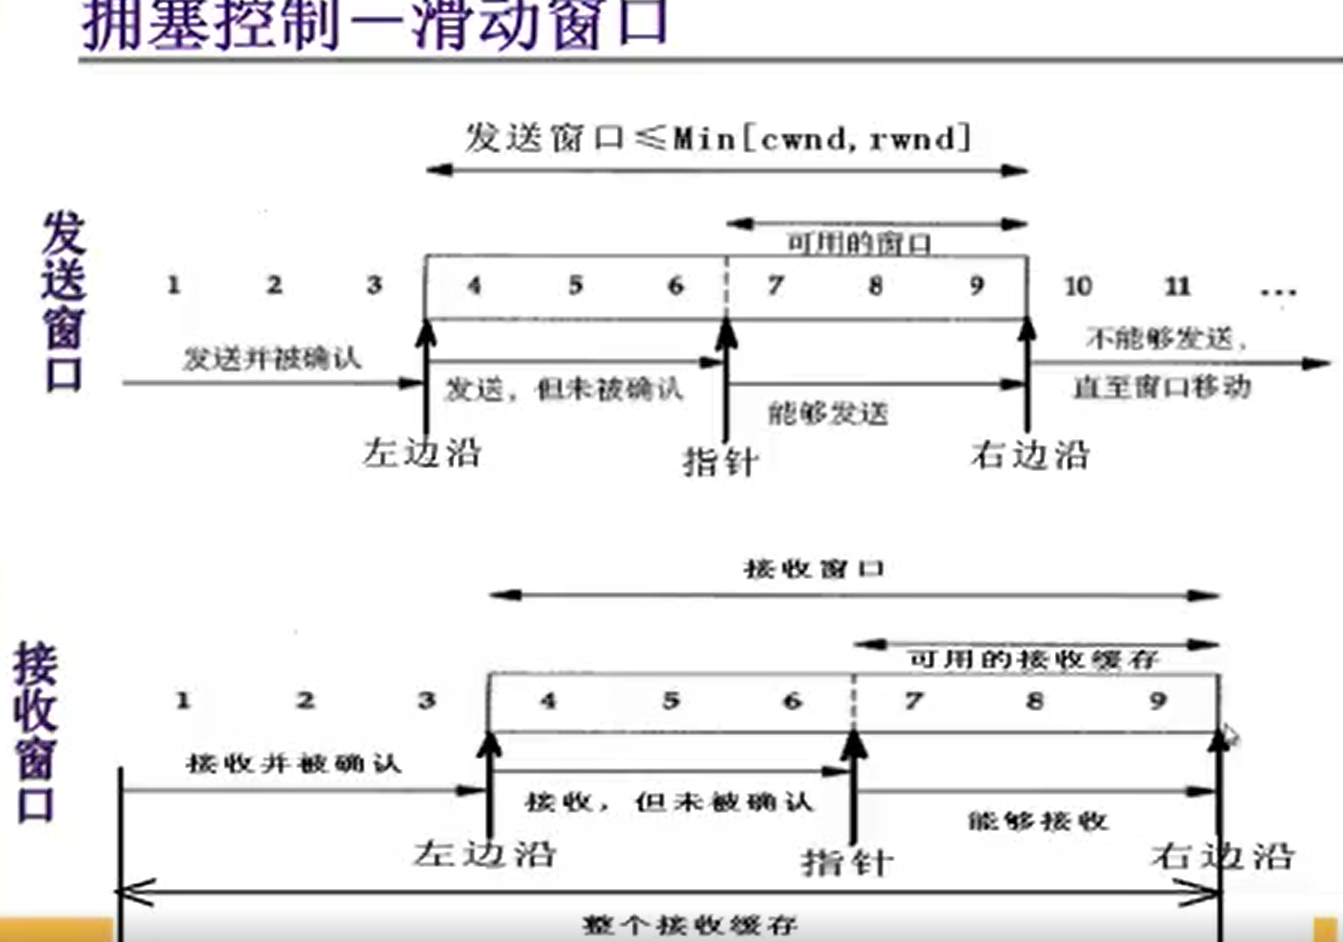 拥塞控制－滑动窗口
发送窗口≤Min[cwnd,rwnd]
可用的窗口
发送窗口
1 2 3 4 5 6 7 8 9 10 11 …
发送并被确认
发送，但未被确认
能够发送
不能够发送，
直至窗口移动
左边沿
指针
右边沿
接收窗口
可用的接收缓存
接收窗口
1 2 3 4 5 6 7 8 9
接收并被确认
接收，但未被确认
能够接收
左边沿
指针
右边沿
整个接收缓存